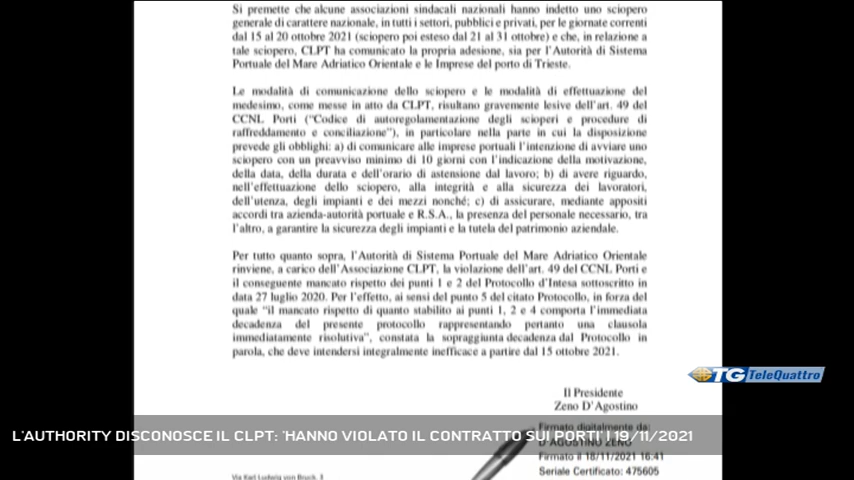 Si premette che alcune associazioni sindacali nazionali hanno indetto uno sciopero
generale di carattere nazionale, in tutti i settori, pubblici e privati, per le giornate correnti
dal 15 al 20 ottobre 2021 (sciopero poi esteso dal 21 al 31 ottobre) e che, in relazione a
tale sciopero, CLPT ha comunicato la propria adesione, sia per l'Autorità di Sistema
Portuale del Mare Adriatico Orientale e le Imprese del porto di Trieste.
Le modalità di comunicazione dello sciopero e le modalità di effettuazione del
medesimo, come messe in atto da CLPT, risultano gravemente lesive dell'art. 49 del
CCNL Porti ("Codice di autoregolamentazione degli scioperi e procedure di
raffreddamento e conciliazione"), in particolare nella parte in cui la disposizione
prevede gli obblighi: a) di comunicare alle imprese portuali l'intenzione di avviare uno
sciopero con un preavviso minimo di 10 giorni con l'indicazione della motivazione,
della data, della durata e dell'orario di astensione dal lavoro; b) di avere riguardo,
nell'effettuazione dello sciopero, alla integrità e alla sicurezza dei lavoratori,
dell'utenza, degli impianti e dei mezzi nonché; c) di assicurare, mediante appositi
accordi tra azienda-autorità portuale e R.S.A., la presenza del personale necessario, tra
l'altro, a garantire la sicurezza degli impianti e la tutela del patrimonio aziendale.
Per tutto quanto sopra, l'Autorità di Sistema Portuale del Mare Adriatico Orientale
rinviene, a carico dell'Associazione CLPT, la violazione dell'art. 49 del CCNL Porti e
il conseguente mancato rispetto dei punti 1 e 2 del Protocollo d'Intesa sottoscritto in
data 27 luglio 2020. Per l'effetto, ai sensi del punto 5 del citato Protocollo, in forza del
quale "il mancato rispetto di quanto stabilito ai punti 1, 2 e 4 comporta l'immediata
decadenza del presente protocollo rappresentando pertanto una clausola
immediatamente risolutiva", constata la sopraggiunta decadenza dal Protocollo in
parola, che deve intendersi integralmente inefficace a partire dal 15 ottobre 2021.
TG TeleQuattro
Il Presidente
Zeno D'Agostino
Firmato digitalmente da:
D'AGOSTINO ZENO
L'AUTHORITY DISCONOSCE IL CLPT: "HANNO VIOLATO IL CONTRATTO SUI PORTI" | 19/11/2021
Firmato il 18/11/2021 16:41
Seriale Certificato: 475605
Via Karl Ludwig von Bruck, 3